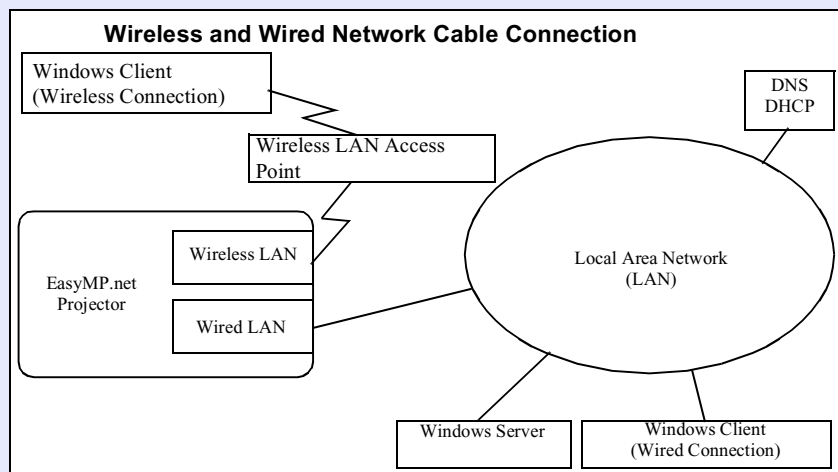 Wireless and Wired Network Cable Connection
Windows Client
(Wireless Connection)
DNS
DHCP
Wireless LAN Access
Point
Wireless LAN
EasyMP.net
Projector
Wired LAN
Local Area Network
(LAN)
Windows Server
Windows Client
(Wired Connection)